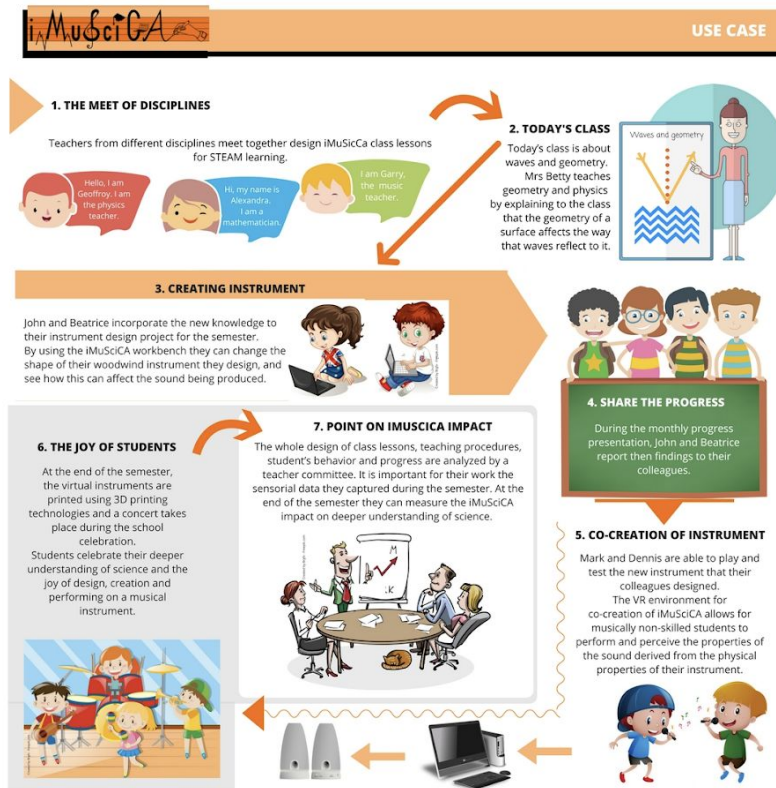 iMuSciCA
USE CASE
1. THE MEET OF DISCIPLINES
Teachers from different disciplines meet together design iMuSicCa class lessons
for STEAM learning.
Hello, I am
Geoffroy. I am
the physics
teacher.
Hi, my name is
Alexandra.
I am a
mathematician.
I am Garry,
the music
teacher.
2. TODAY'S CLASS
Today's class is about
waves and geometry.
Mrs Betty teaches
geometry and physics
by explaining to the class
that the geometry of a
surface affects the way
that waves reflect to it.
Waves and geometry
3. CREATING INSTRUMENT
John and Beatrice incorporate the new knowledge to
their instrument design project for the semester.
By using the iMuSciCA workbench they can change the
shape of their woodwind instrument they design, and
see how this can affect the sound being produced.
4. SHARE THE PROGRESS
During the monthly progress
presentation, John and Beatrice
report then findings to their
colleagues.
5. CO-CREATION OF INSTRUMENT
Mark and Dennis are able to play and
test the new instrument that their
colleagues designed.
The VR environment for
co-creation of iMuSciCA allows for
musically non-skilled students to
perform and perceive the properties of
the sound derived from the physical
properties of their instrument.
6. THE JOY OF STUDENTS
At the end of the semester,
the virtual instruments are
printed using 3D printing
technologies and a concert takes
place during the school
celebration.
Students celebrate their deeper
understanding of science and the
joy of design, creation and
performing on a musical
instrument.
7. POINT ON IMUSCICA IMPACT
The whole design of class lessons, teaching procedures,
student's behavior and progress are analyzed by a
teacher committee. It is important for their work the
sensorial data they captured during the semester. At the
end of the semester they can measure the iMuSciCA
impact on deeper understanding of science.
M
.:K